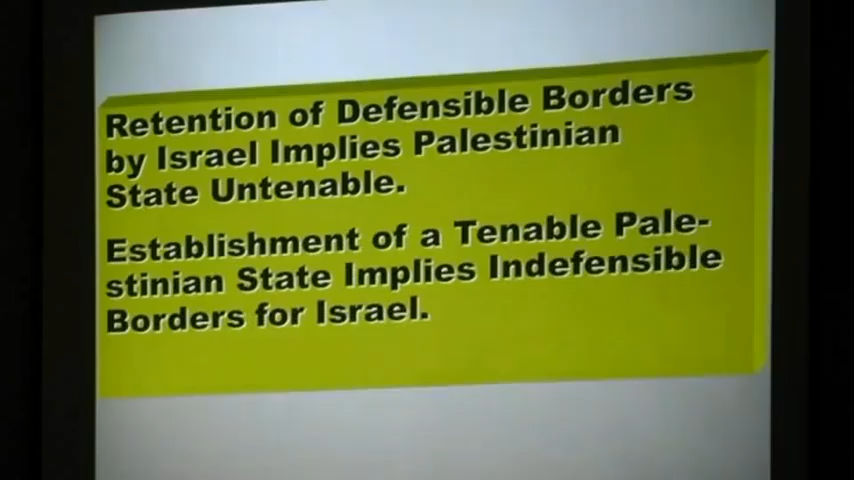 Retention of Defensible Borders
by Israel Implies Palestinian
State Untenable.
Establishment of a Tenable Pale-
stinian State Implies Indefensible
Borders for Israel.